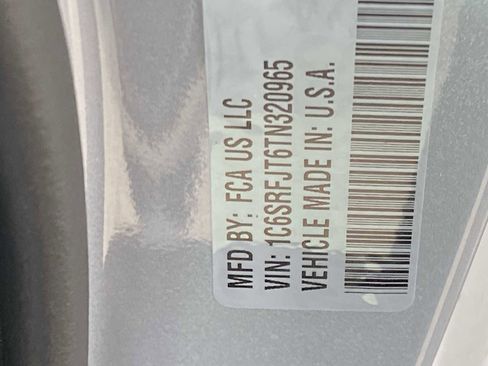 MFD BY: FCA US LLC
VIN: 1C6SRFJT6TN320965
VEHICLE MADE IN: U.S.A.